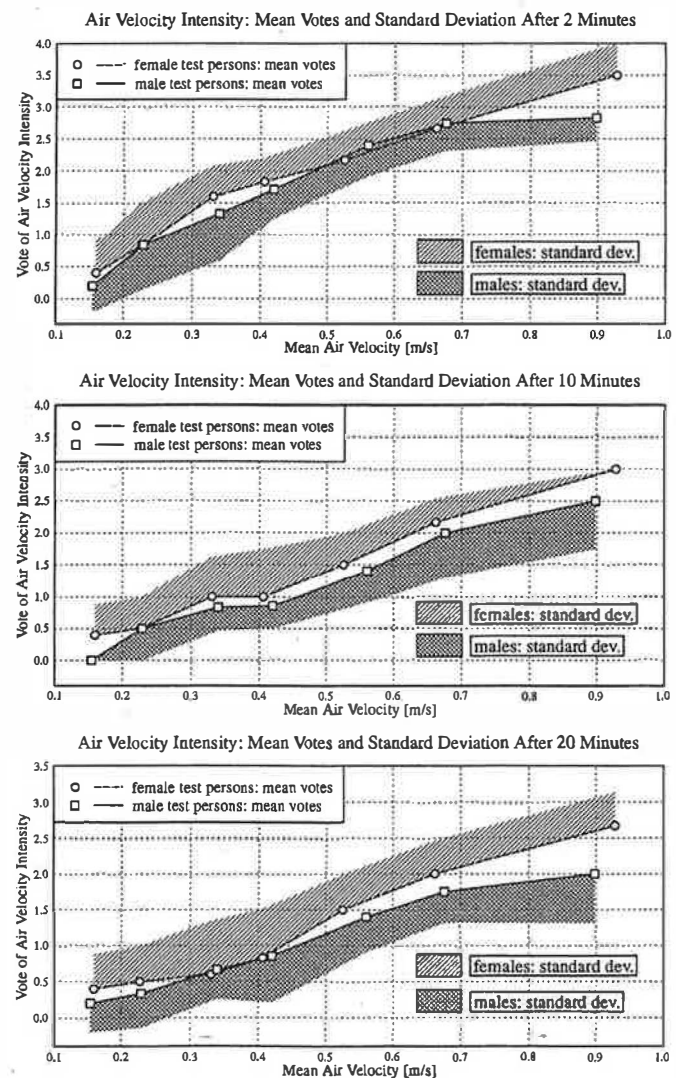 Air Velocity Intensity: Mean Votes and Standard Deviation After 2 Minutes
Vote of Air Velocity Intensity
4.0
3.5
3.0
2.5
2.0
1.5
1.0
0.5
0.0
female test persons: mean votes
male test persons: mean votes
females: standard dev.
males: standard dev.
0.1 0.2 0.3 0.4 0.5 0.6 0.7 0.8 0.9 1.0
Mean Air Velocity [m/s]
Air Velocity Intensity: Mean Votes and Standard Deviation After 10 Minutes
Vote of Air Velocity Intensity
4.0
3.5
3.0
2.5
2.0
1.5
1.0
0.5
0.0
female test persons: mean votes
male test persons: mean votes
females: standard dev.
males: standard dev.
0.1 0.2 0.3 0.4 0.5 0.6 0.7 0.8 0.9 1.0
Mean Air Velocity [m/s]
Air Velocity Intensity: Mean Votes and Standard Deviation After 20 Minutes
Vote of Air Velocity Intensity
3.5
3.0
2.5
2.0
1.5
1.0
0.5
0.0
female test persons: mean votes
male test persons: mean votes
females: standard dev.
males: standard dev.
0.1 0.2 0.3 0.4 0.5 0.6 0.7 0.8 0.9 1.0
Mean Air Velocity [m/s]